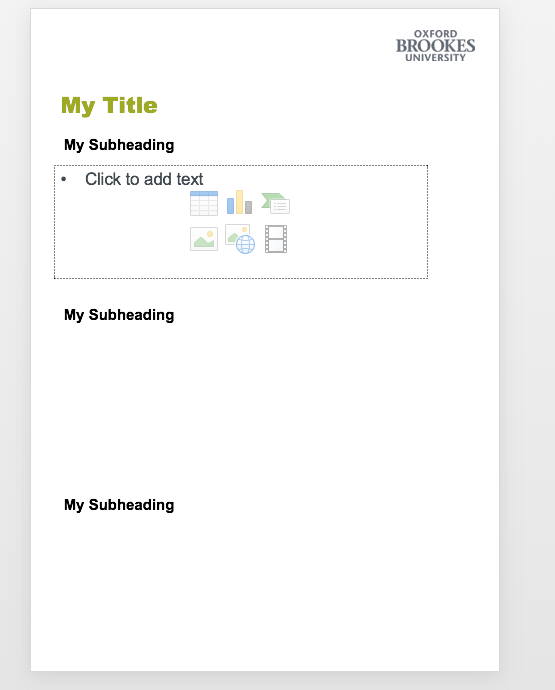 OXFORD
BROOKES
UNIVERSITY
My Title
My Subheading
• Click to add text
My Subheading
My Subheading